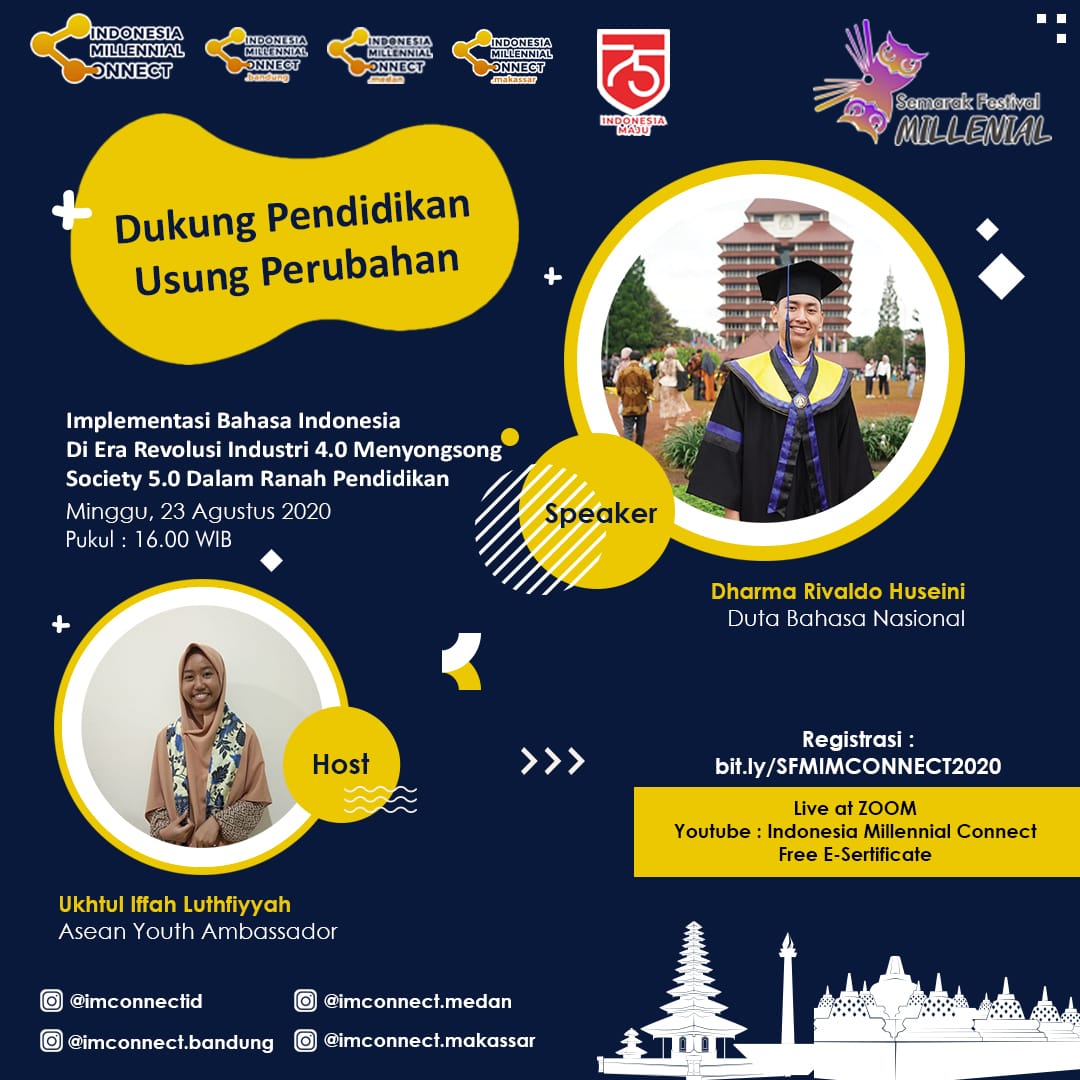 INDONESIA
MILLENNIAL
CONNECT
INDONESIA
MILLENNIAL
CONNECT
.bandung
INDONESIA
MILLENNIAL
CONNECT
.medan
INDONESIA
MILLENNIAL
CONNECT
.makassar
75
INDONESIA
MAJU
Semarak Festival
MILLENIAL
Dukung Pendidikan
Usung Perubahan
Implementasi Bahasa Indonesia
Di Era Revolusi Industri 4.0 Menyongsong
Society 5.0 Dalam Ranah Pendidikan
Minggu, 23 Agustus 2020
Pukul : 16.00 WIB
Speaker
Dharma Rivaldo Huseini
Duta Bahasa Nasional
Host
Ukhtul Iffah Luthfiyyah
Asean Youth Ambassador
Registrasi :
bit.ly/SFMIMCONNECT2020
Live at ZOOM
Youtube : Indonesia Millennial Connect
Free E-Sertificate
@imconnectid
@imconnect.medan
@imconnect.bandung
@imconnect.makassar